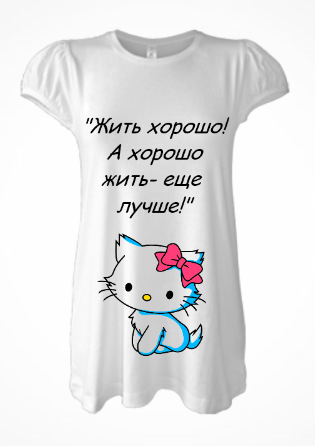 "Жить хорошо!
А хорошо
жить- еще
лучше!"